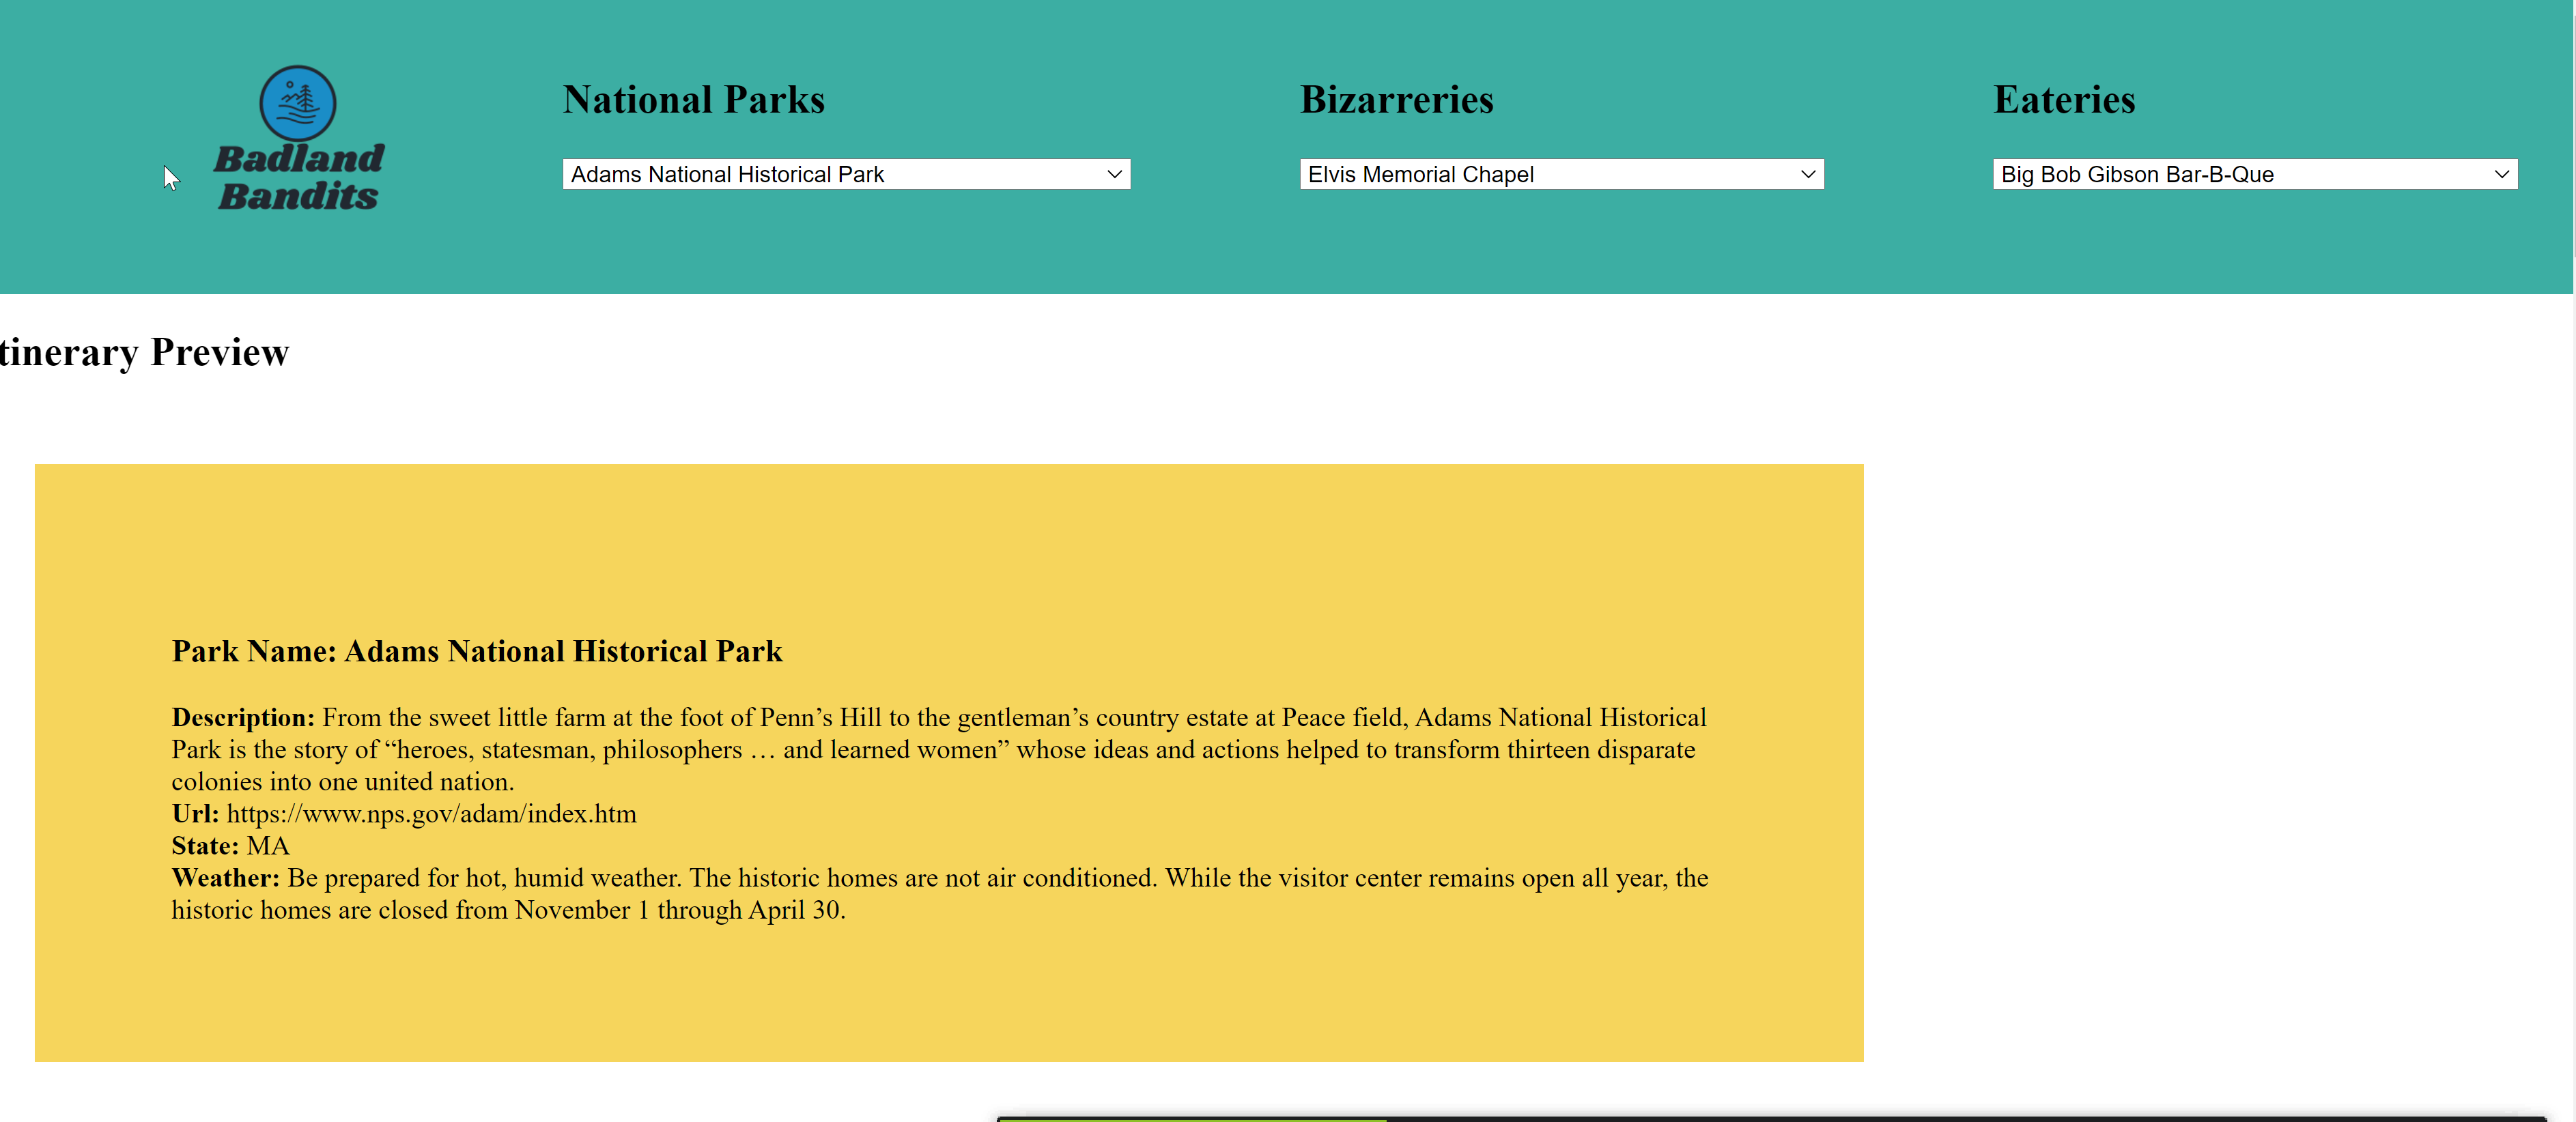 Badland
Bandits
National Parks
Adams National Historical Park
Bizarreries
Elvis Memorial Chapel
Eateries
Big Bob Gibson Bar-B-Que
tinerary Preview
Park Name: Adams National Historical Park
Description: From the sweet little farm at the foot of Penn’s Hill to the gentleman’s country estate at Peace field, Adams National Historical
Park is the story of “heroes, statesman, philosophers … and learned women” whose ideas and actions helped to transform thirteen disparate
colonies into one united nation.
Url: https://www.nps.gov/adam/index.htm
State: MA
Weather: Be prepared for hot, humid weather. The historic homes are not air conditioned. While the visitor center remains open all year, the
historic homes are closed from November 1 through April 30.